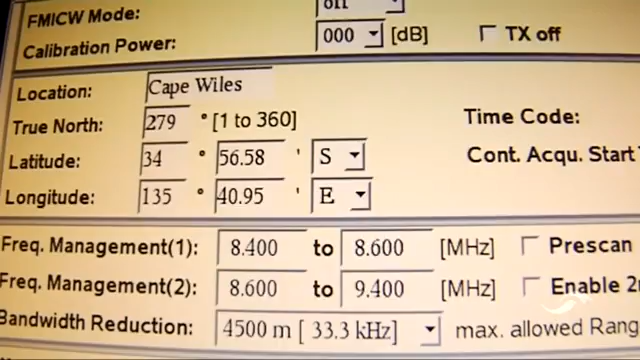 FMICW Mode: off
Calibration Power: 000 [dB] TX off
Location: Cape Wiles
True North: 279 ° [1 to 360] Time Code:
Latitude: 34 ° 56.58 ' S Cont. Acqu. Start
Longitude: 135 ° 40.95 ' E
Freq. Management(1): 8.400 to 8.600 [MHz] Prescan
Freq. Management(2): 8.600 to 9.400 [MHz] Enable
Bandwidth Reduction: 4500 m [ 33.3 kHz] max. allowed Rang